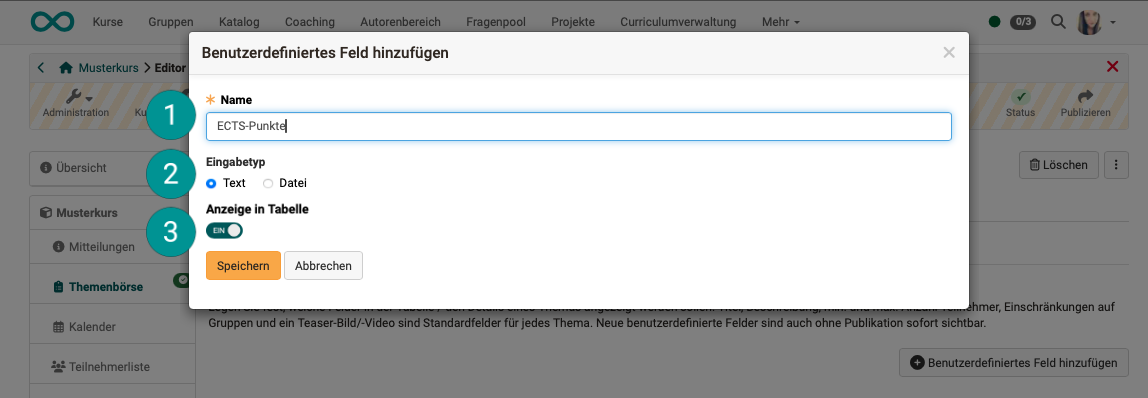 Kurse Gruppen Katalog Coaching Autorenbereich Fragenpool Projekte Curriculumverwaltung Mehr 0/3
Benutzerdefiniertes Feld hinzufügen
Musterkurs Editor
Administration
Status
Publizieren
1
* Name
ECTS-Punkte
Übersicht
Löschen
2
Eingabetyp
Text Datei
Musterkurs
3
Anzeige in Tabelle
EIN
Mitteilungen
Speichern Abbrechen
Themenbörse
Kalender
Gruppen und ein Teaser-Bild/-Video sind Standardfelder für jedes Thema. Neue benutzerdefinierte Felder sind auch ohne Publikation sofort sichtbar.
Teilnehmerliste
Benutzerdefiniertes Feld hinzufügen